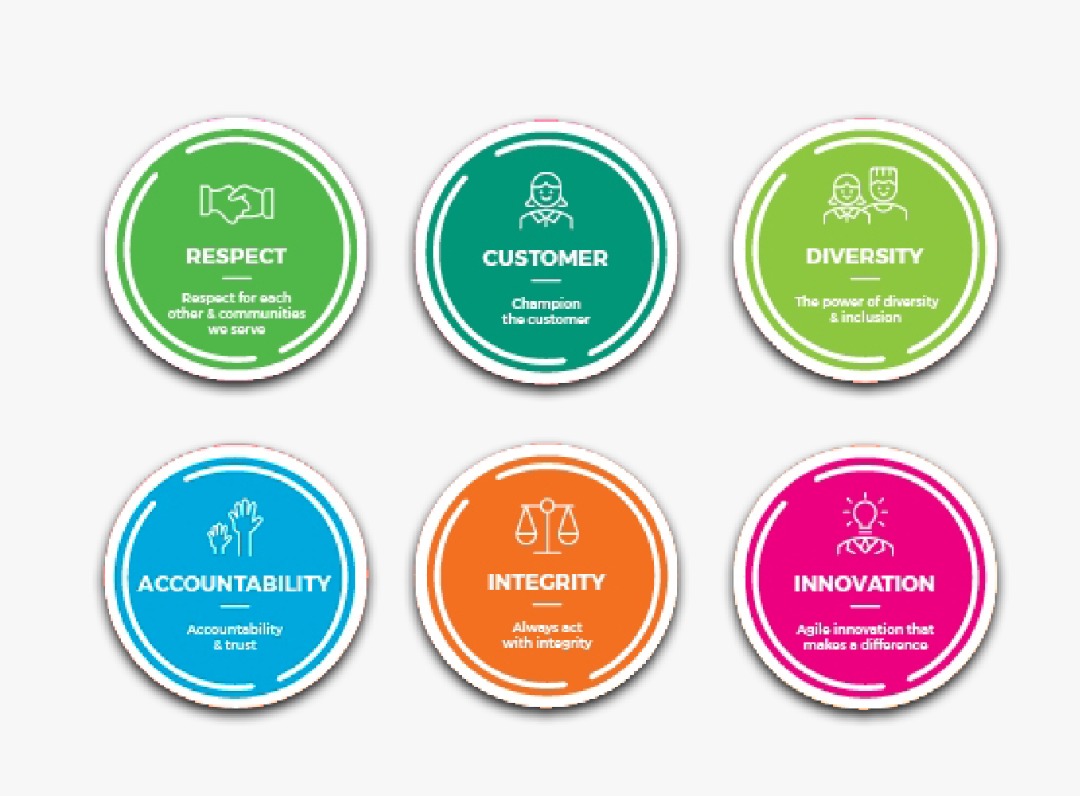 RESPECT
Respect for each
other & communities
we serve
CUSTOMER
Champion
the customer
DIVERSITY
The power of diversity
& inclusion
ACCOUNTABILITY
Accountability
& trust
INTEGRITY
Always act
with integrity
INNOVATION
Agile innovation that
makes a difference